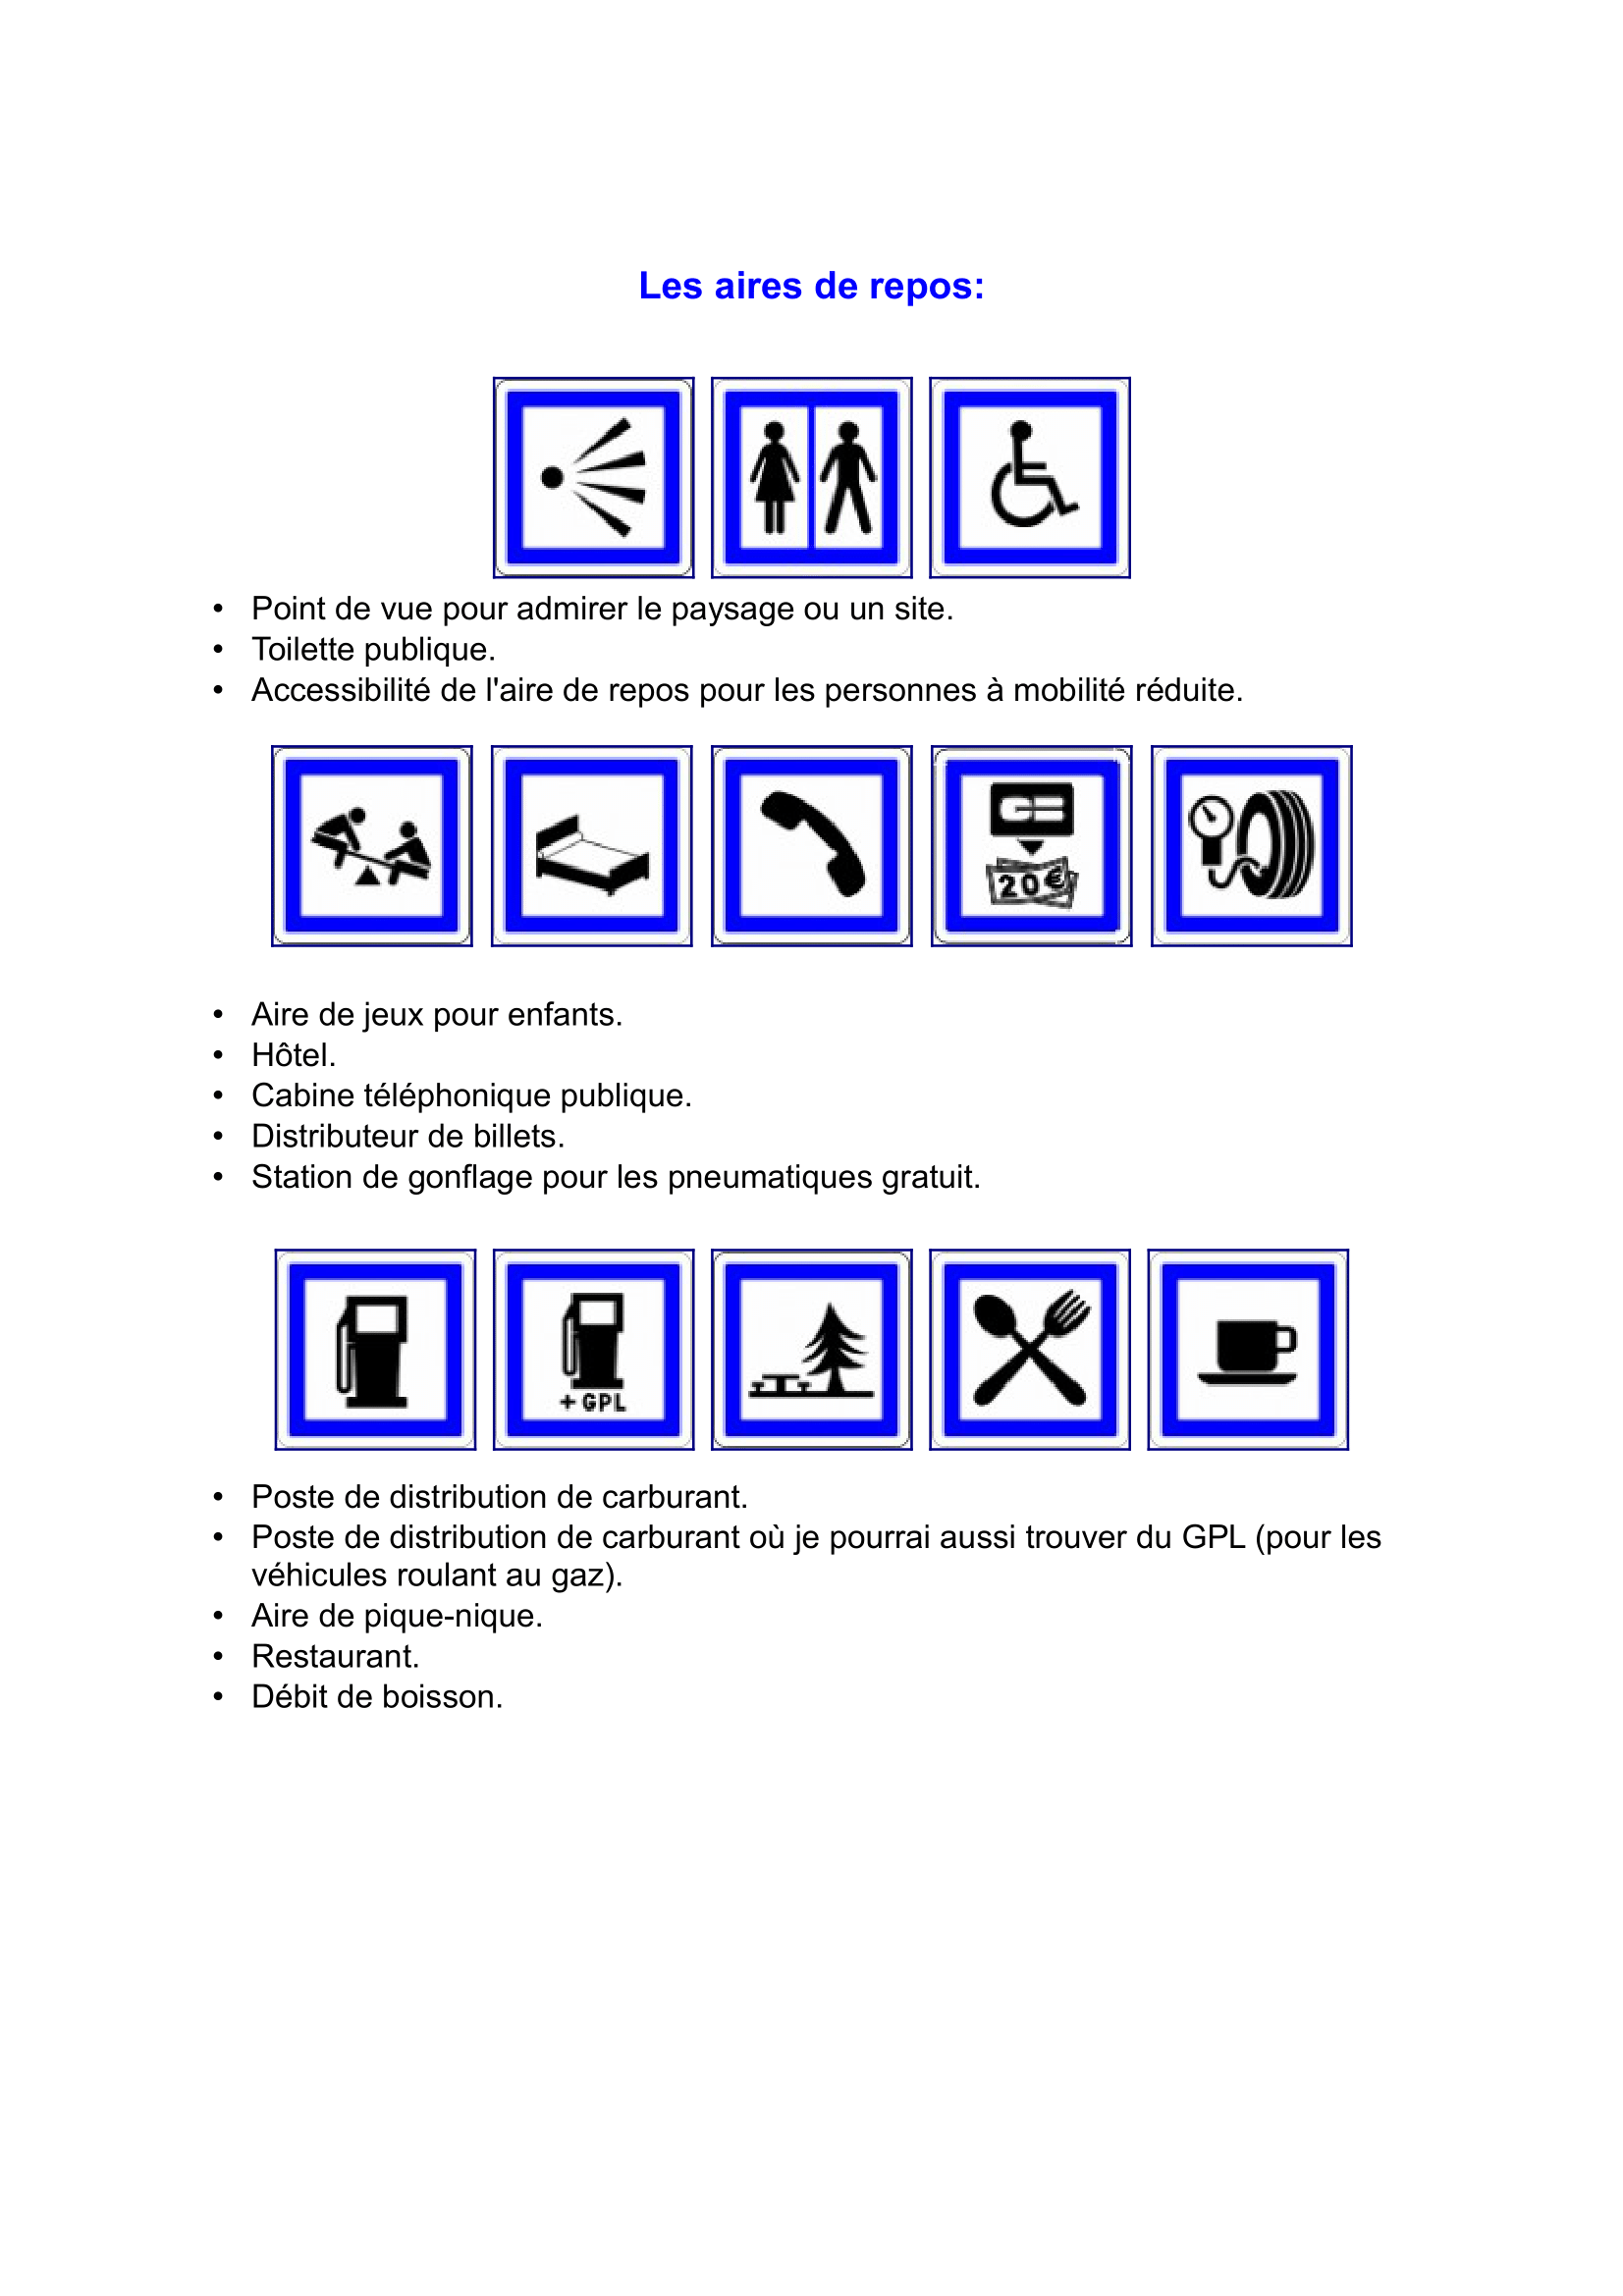 Les aires de repos:
• Point de vue pour admirer le paysage ou un site.
• Toilette publique.
• Accessibilité de l'aire de repos pour les personnes à mobilité réduite.
20€
• Aire de jeux pour enfants.
• Hôtel.
• Cabine téléphonique publique.
• Distributeur de billets.
• Station de gonflage pour les pneumatiques gratuit.
+ GPL
• Poste de distribution de carburant.
• Poste de distribution de carburant où je pourrai aussi trouver du GPL (pour les
véhicules roulant au gaz).
• Aire de pique-nique.
• Restaurant.
• Débit de boisson.